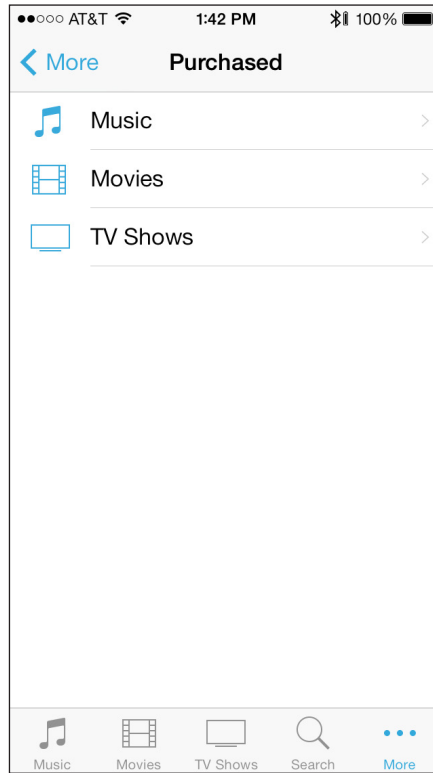 AT&T 1:42 PM 100%
More Purchased
Music
Movies
TV Shows
Music Movies TV Shows Search More